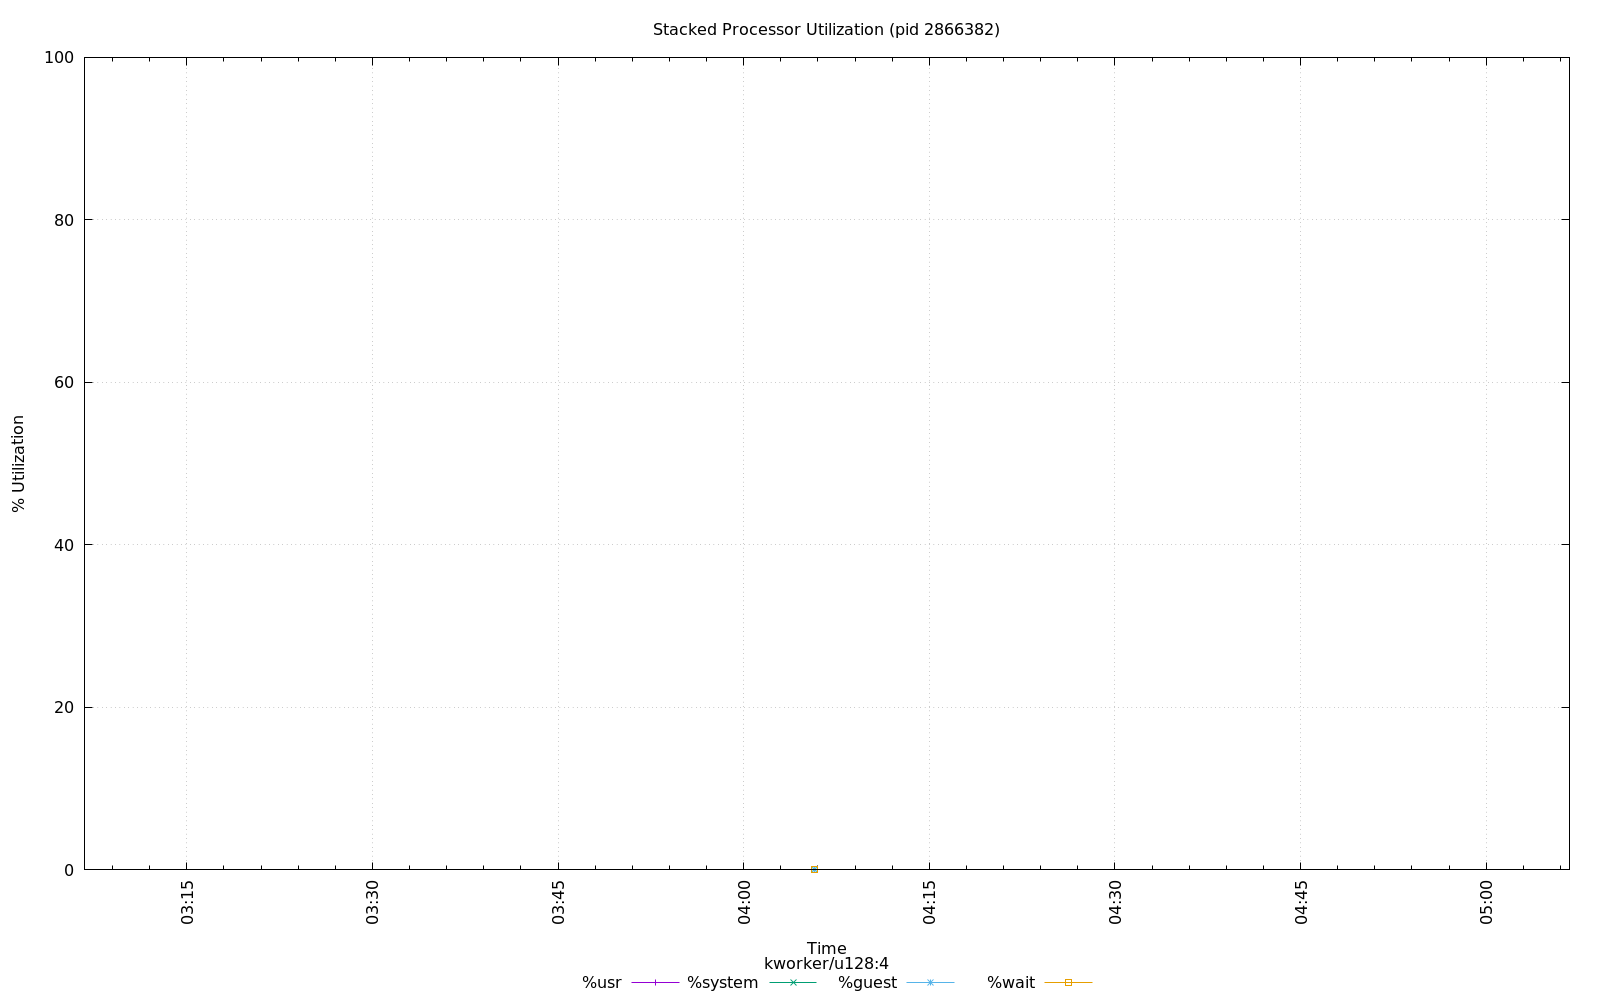 Stacked Processor Utilization (pid 2866382)
100
80
60
40
20
0
% Utilization
03:15
03:30
03:45
04:00
04:15
04:30
04:45
05:00
Time
kworker/u128:4
%usr %system %guest %wait